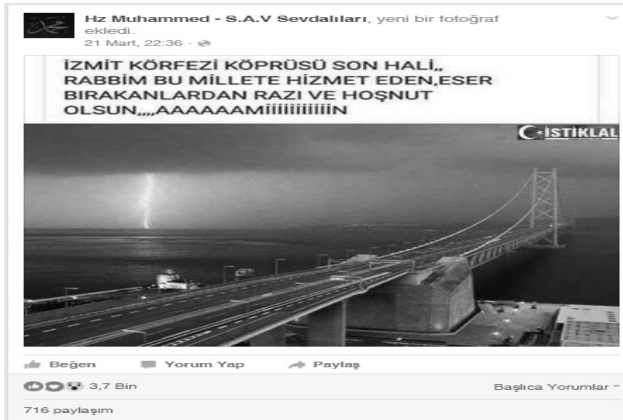 Hz Muhammed - S.A.V Sevdalıları, yeni bir fotoğraf
ekledi.
21 Mart, 22:36 ·
İZMİT KÖRFEZİ KÖPRÜSÜ SON HALİ,,
RABBİM BU MİLLETE HİZMET EDEN,ESER
BIRAKANLARDAN RAZI VE HOŞNUT
OLSUN,,,,AAAAAAMİİİİİİİİİİİN
İSTİKLAL
Beğen Yorum Yap Paylaş
3,7 Bin Başlıca Yorumlar
716 paylaşım